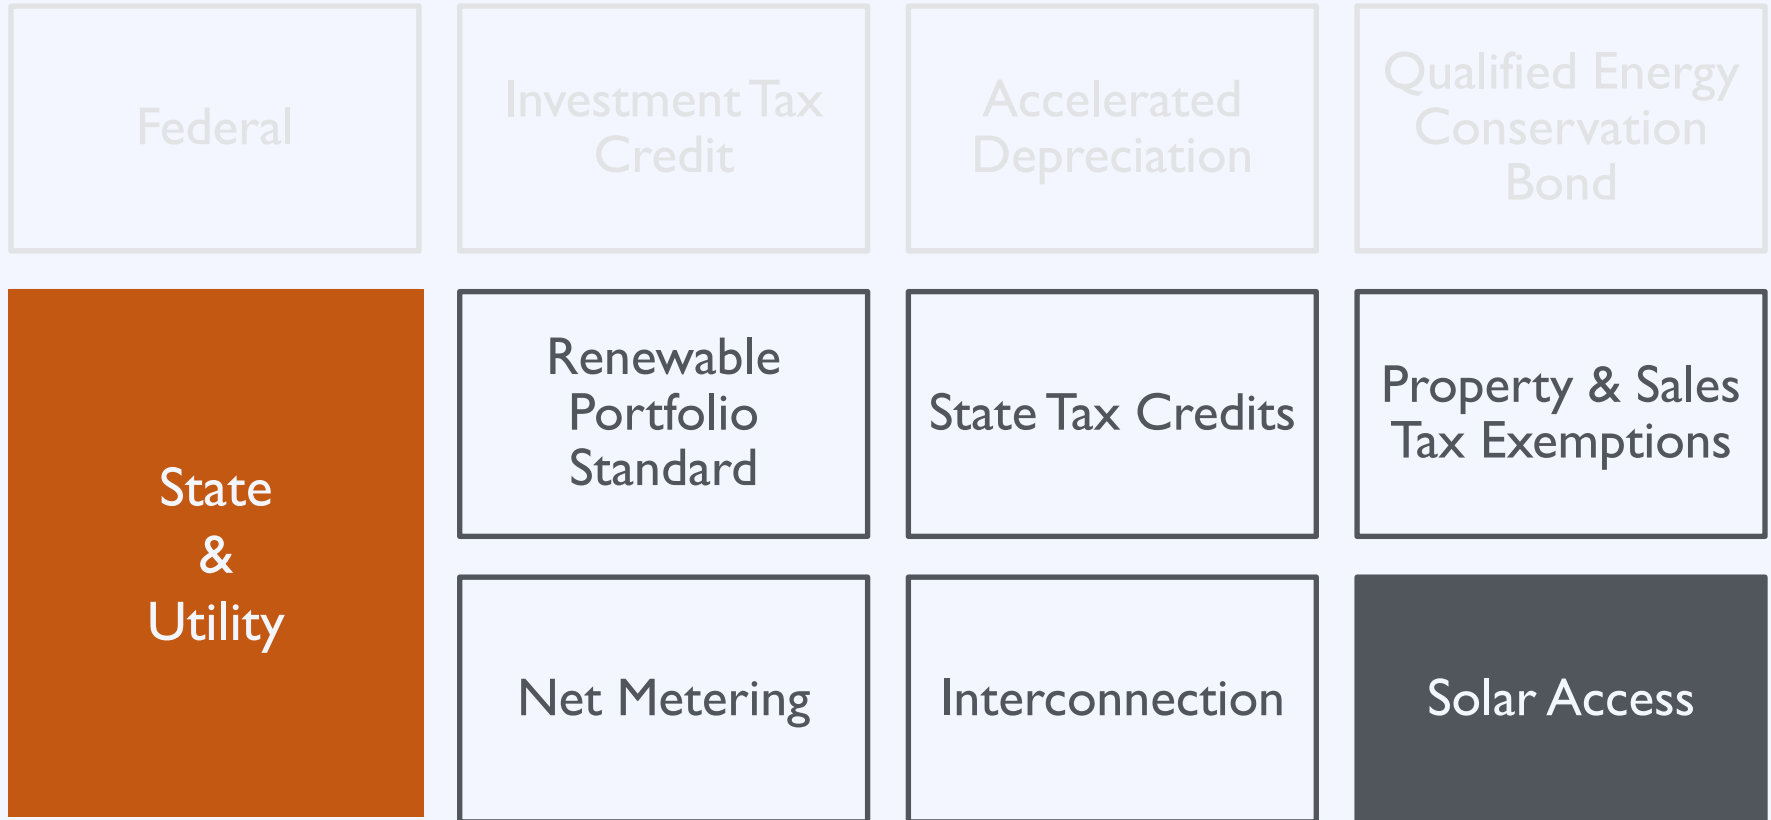 Federal
Investment Tax
Credit
Accelerated
Depreciation
Qualified Energy
Conservation
Bond
State
&
Utility
Renewable
Portfolio
Standard
State Tax Credits
Property & Sales
Tax Exemptions
Net Metering
Interconnection
Solar Access